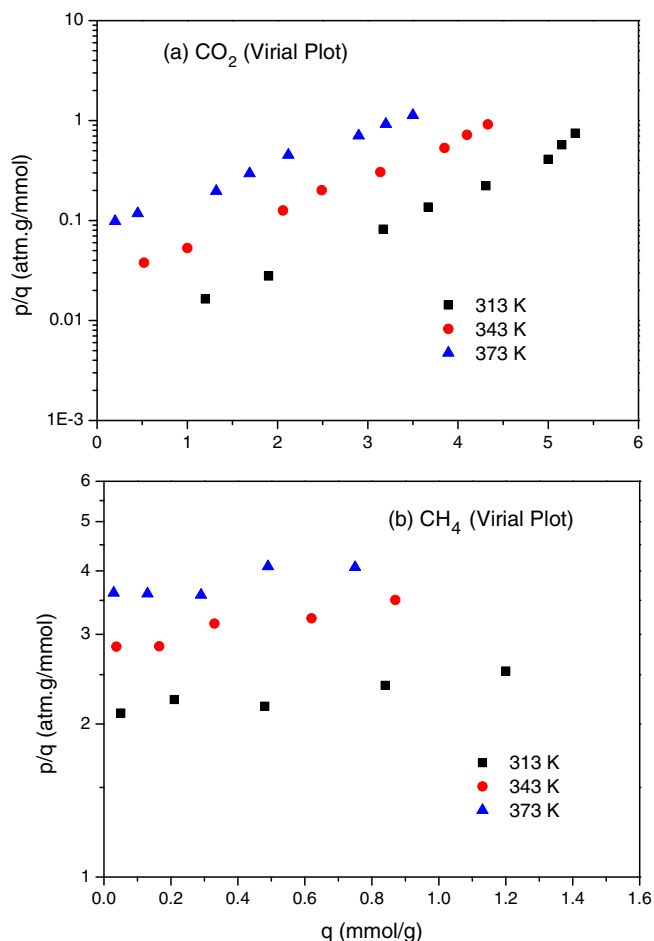 10
(a) CO2 (Virial Plot)
1
p/q (atm.g/mmol)
0.1
0.01
313 K
343 K
373 K
1E-3
0 1 2 3 4 5 6
6
(b) CH4 (Virial Plot)
5
4
p/q (atm.g/mmol)
3
2
313 K
343 K
373 K
1
0.0 0.2 0.4 0.6 0.8 1.0 1.2 1.4 1.6
q (mmol/g)